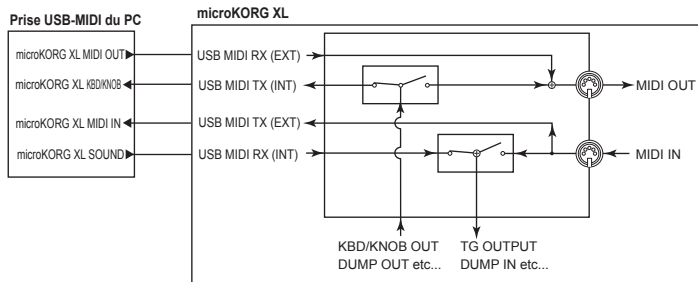 Prise USB-MIDI du PC
microKORG XL
microKORG XL MIDI OUT
USB MIDI RX (EXT)
microKORG XL KBD/KNOB
USB MIDI TX (INT)
MIDI OUT
microKORG XL MIDI IN
USB MIDI TX (EXT)
microKORG XL SOUND
USB MIDI RX (INT)
MIDI IN
KBD/KNOB OUT
DUMP OUT etc...
TG OUTPUT
DUMP IN etc...